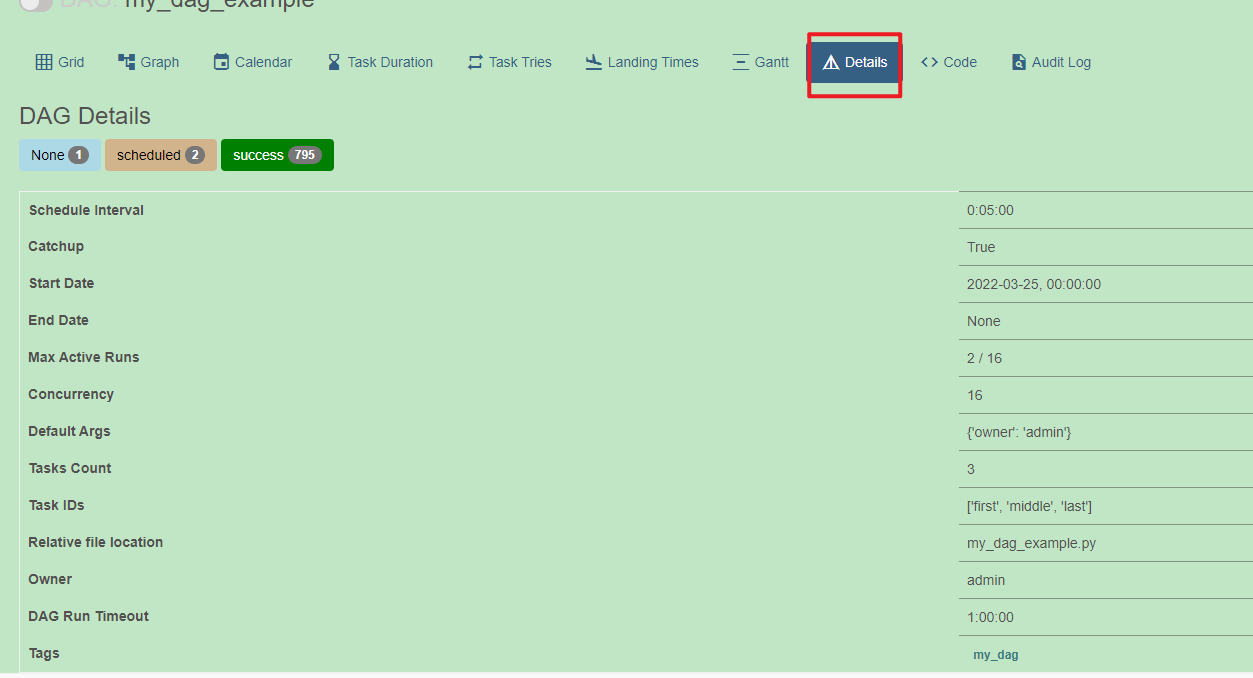 DAG: my_dag_example
Grid Graph Calendar Task Duration Task Tries Landing Times Gantt Details Code Audit Log
DAG Details
None 1 scheduled 2 success 795
Schedule Interval 0:05:00
Catchup True
Start Date 2022-03-25, 00:00:00
End Date None
Max Active Runs 2 / 16
Concurrency 16
Default Args {'owner': 'admin'}
Tasks Count 3
Task IDs ['first', 'middle', 'last']
Relative file location my_dag_example.py
Owner admin
DAG Run Timeout 1:00:00
Tags my_dag